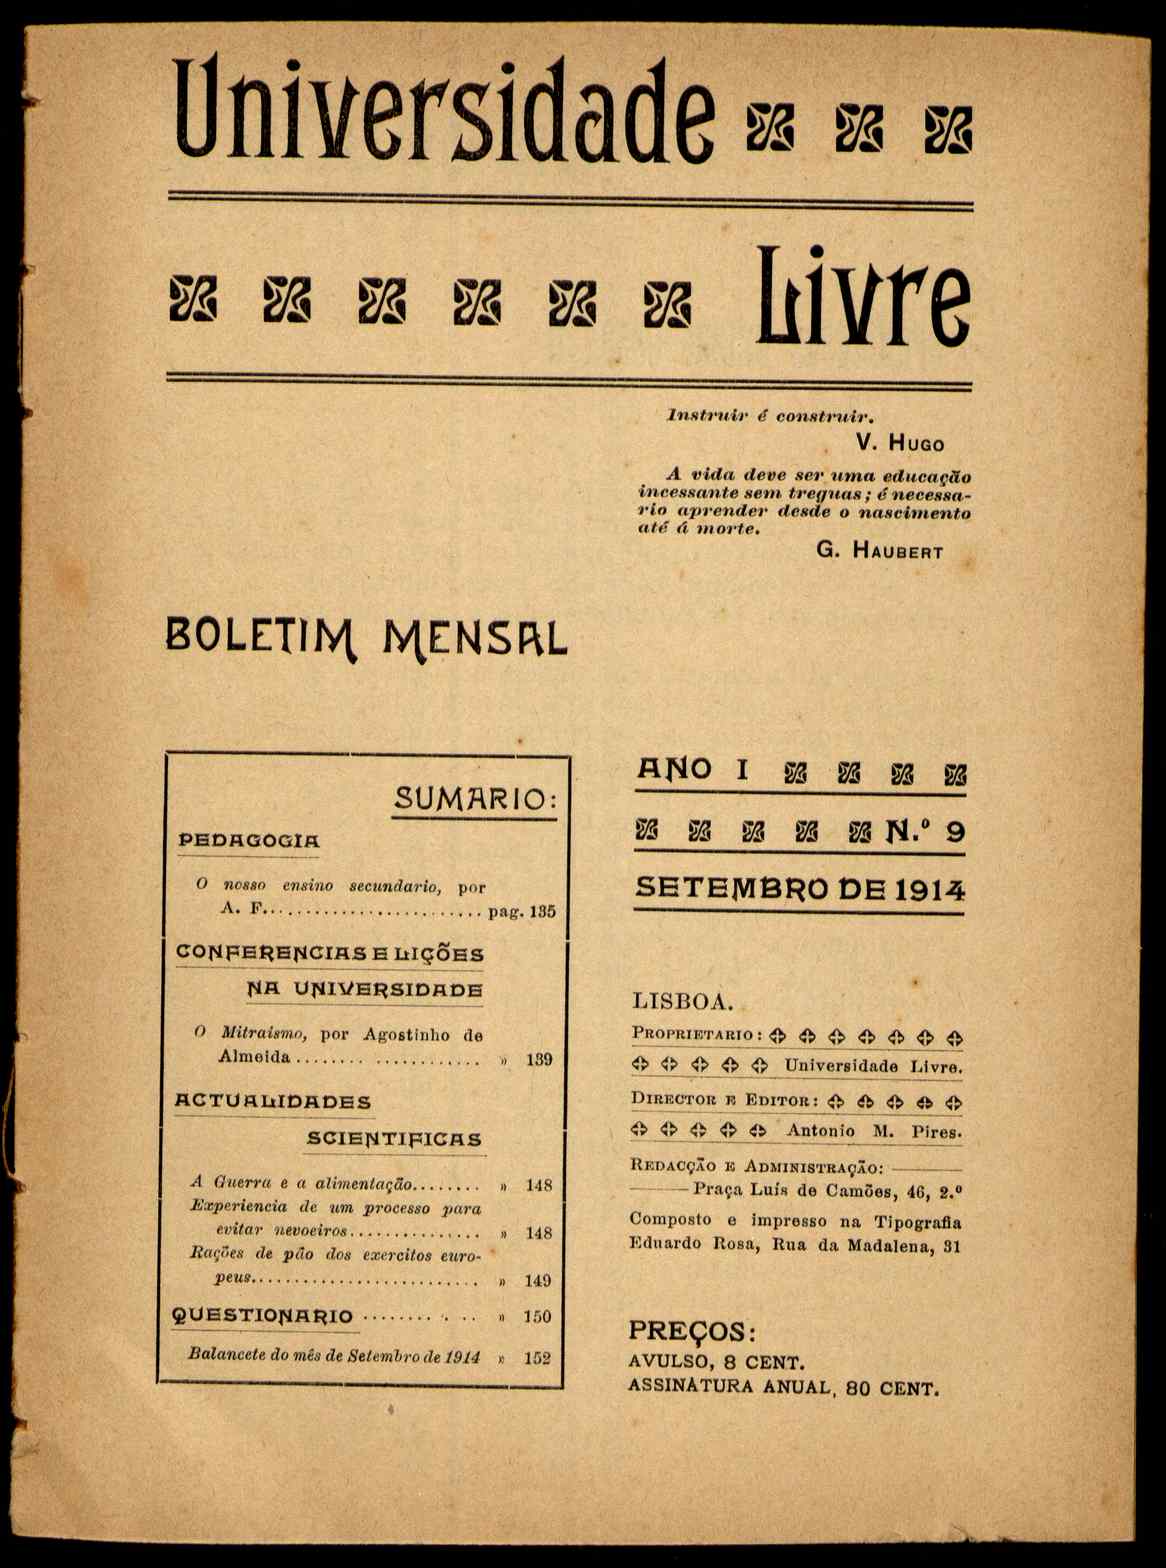 Universidade
Livre
Instruir é construir.
V. HUGO
A vida deve ser uma educação
incessante sem treguas; é necessa-
rio aprender desde o nascimento
até á morte.
G. HAUBERT
BOLETIM MENSAL
SUMARIO:
PEDAGOGIA
O nosso ensino secundario, por
A. F........................ pag. 135
CONFERENCIAS E LIÇÕES
NA UNIVERSIDADE
O Mitraismo, por Agostinho de
Almeida .................... » 139
ACTUALIDADES
SCIENTIFICAS
A Guerra e a alimentação........ » 148
Experiencia de um processo para
evitar nevoeiros............... » 148
Rações de pão dos exercitos euro-
peus.......................... » 149
QUESTIONARIO ........... » 150
Balancete do mês de Setembro de 1914 » 152
ANO I
N.º 9
SETEMBRO DE 1914
LISBOA.
PROPRIETARIO:
Universidade Livre.
DIRECTOR E EDITOR:
Antonio M. Pires.
REDACÇÃO E ADMINISTRAÇÃO:
Praça Luís de Camões, 46, 2.º
Composto e impresso na Tipografia
Eduardo Rosa, Rua da Madalena, 31
PREÇOS:
AVULSO, 8 CENT.
ASSINATURA ANUAL, 80 CENT.